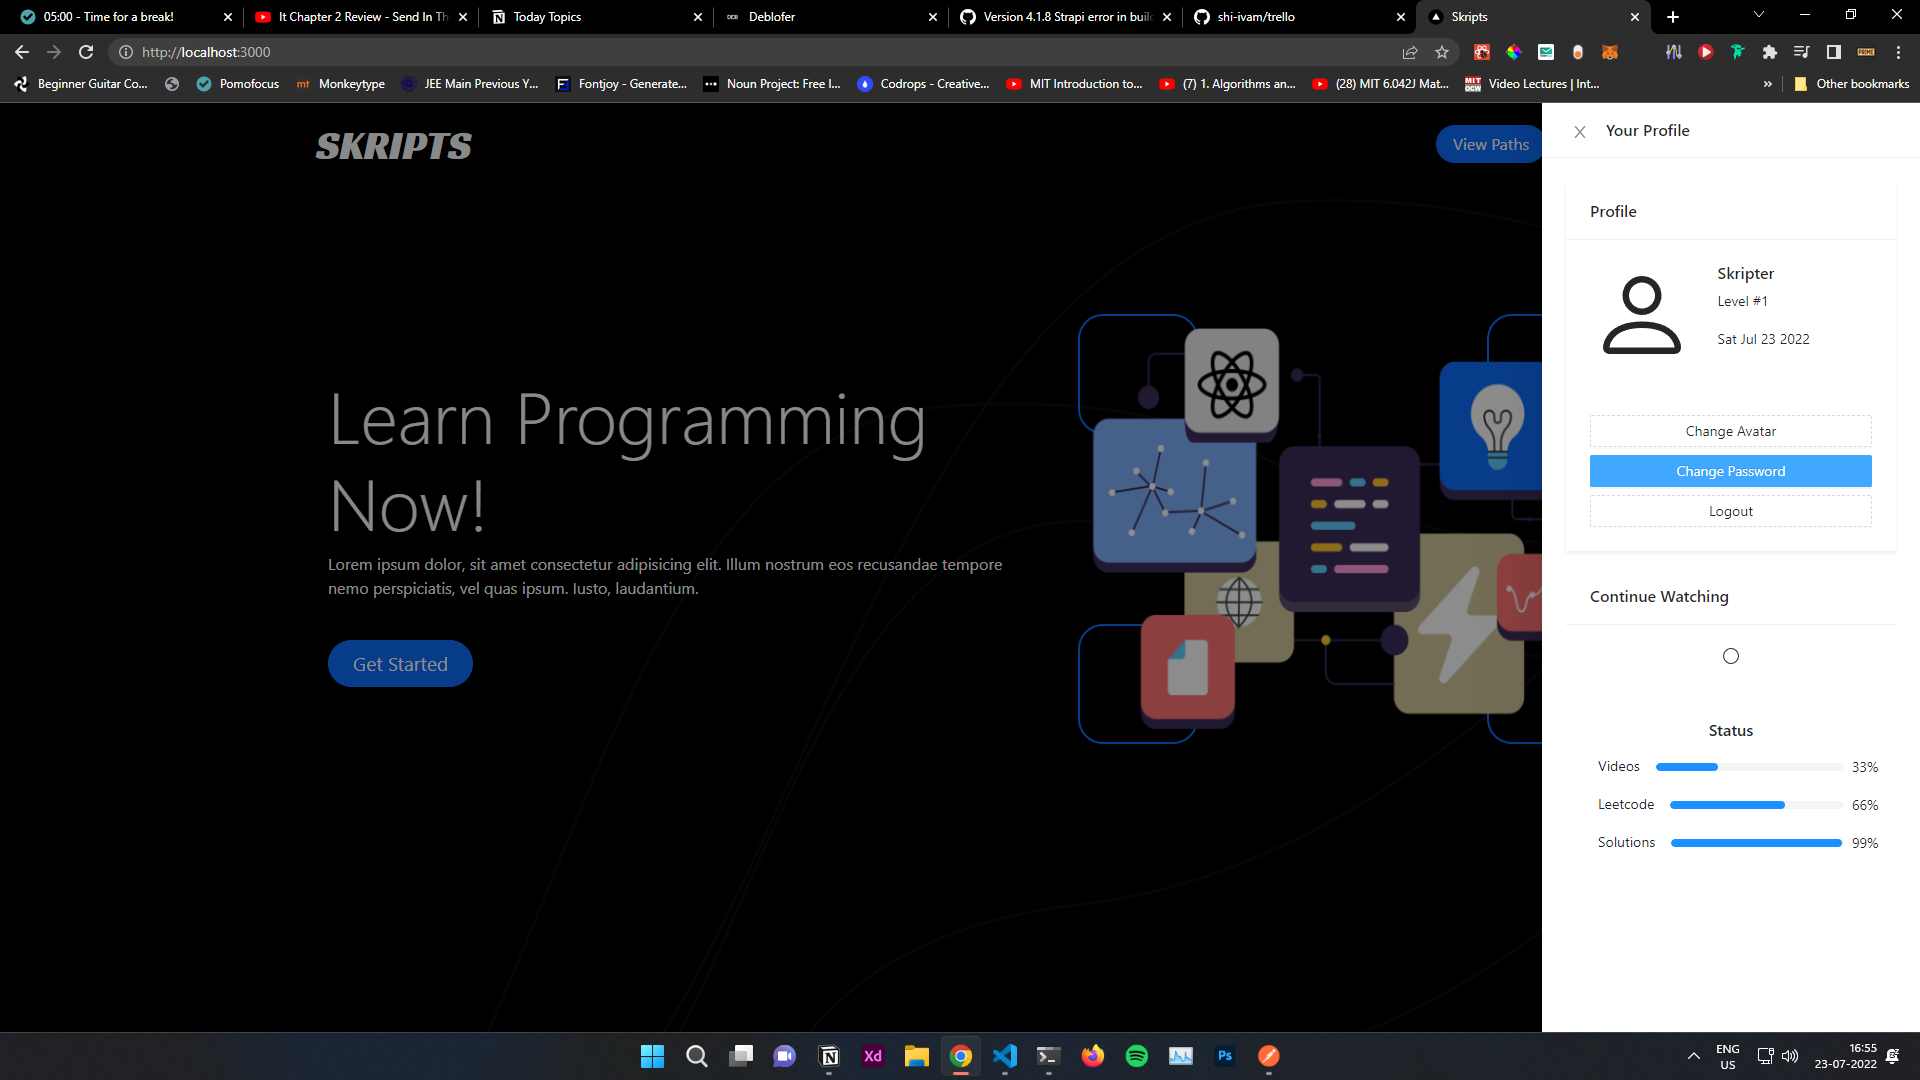 05:00 - Time for a break!
It Chapter 2 Review - Send In Th
Today Topics
Deblofer
Version 4.1.8 Strapi error in build
shi-ivam/trello
Skripts
http://localhost:3000
Beginner Guitar Co...
Pomofocus
mt Monkeytype
JEE Main Previous Y...
Fontjoy - Generate...
Noun Project: Free I...
Codrops - Creative...
MIT Introduction to...
(7) 1. Algorithms an...
(28) MIT 6.042J Mat...
Video Lectures | Int...
»
Other bookmarks
SKRIPTS
View Paths
Learn Programming
Now!
Lorem ipsum dolor, sit amet consectetur adipisicing elit. Illum nostrum eos recusandae tempore
nemo perspiciatis, vel quas ipsum. Iusto, laudantium.
Get Started
Your Profile
Profile
Skripter
Level #1
Sat Jul 23 2022
Change Avatar
Change Password
Logout
Continue Watching
Status
Videos 33%
Leetcode 66%
Solutions 99%
Xd
Ps
ENG
US
16:55
23-07-2022